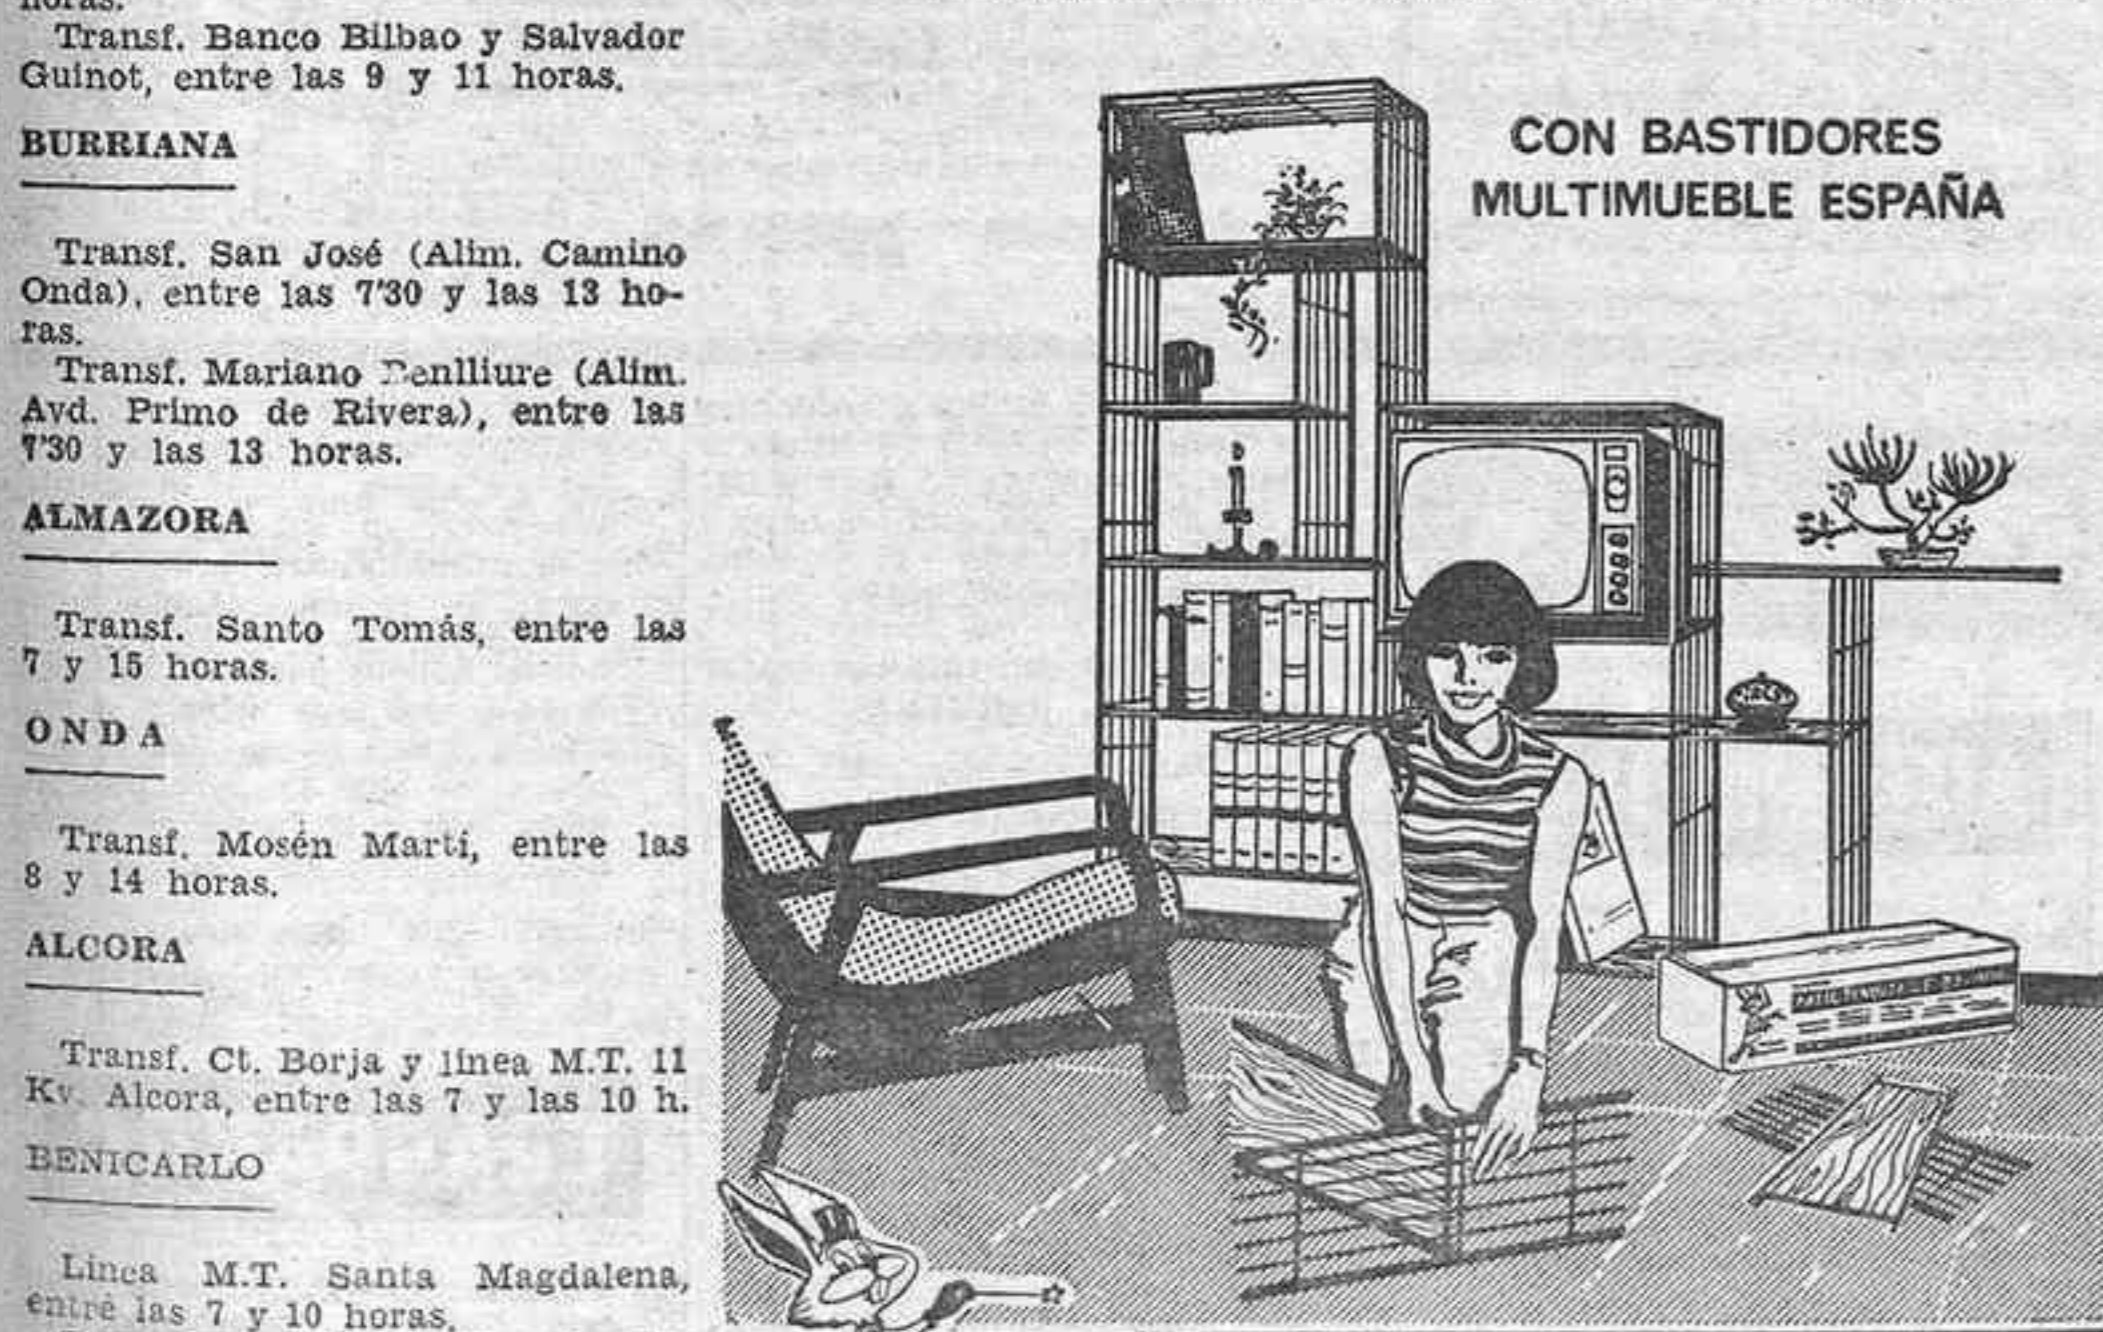 horas.
Transf. Banco Bilbao y Salvador
Guinot, entre las 9 y 11 horas.
BURRIANA
Transf. San José (Alim. Camino
Onda), entre las 7'30 y las 13 ho-
ras.
Transf. Mariano Benlliure (Alim.
Avd. Primo de Rivera), entre las
7'30 y las 13 horas.
ALMAZORA
Transf. Santo Tomás, entre las
7 y 15 horas.
ONDA
Transf. Mosén Martí, entre las
8 y 14 horas.
ALCORA
Transf. Ct. Borja y línea M.T. 11
Kv. Alcora, entre las 7 y las 10 h.
BENICARLO
Linea M.T. Santa Magdalena,
entre las 7 y 10 horas.
CON BASTIDORES
MULTIMUEBLE ESPAÑA